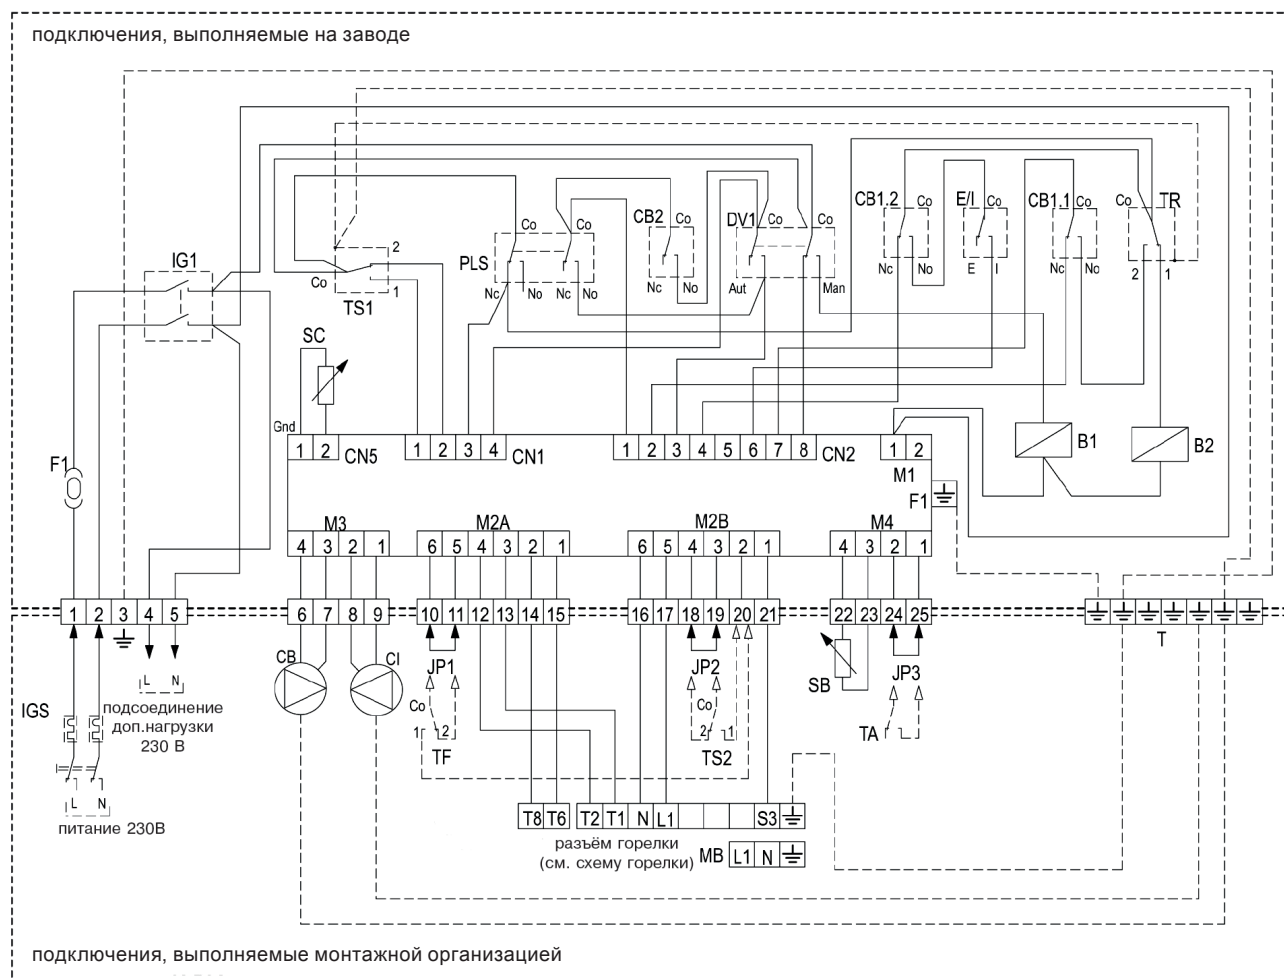 подключения, выполняемые на заводе
IG1
2
Co
1
TS1
Co Co
PLS
Nc No Nc No
CB2 Co
Nc No
DV1 Co Co
Aut Man
CB1.2 Co
Nc No
E/I Co
E I
CB1.1 Co
Nc No
Co TR
2 1
SC
Gnd
1 2 CN5
1 2 3 4 CN1
1 2 3 4 5 6 7 8 CN2
1 2
M1
B1
B2
F1
F1
M3
4 3 2 1
M2A
6 5 4 3 2 1
M2B
6 5 4 3 2 1
M4
4 3 2 1
1 2 3 4 5
6 7 8 9
10 11 12 13 14 15
16 17 18 19 20 21
22 23 24 25
T
L N
подсоединение
доп.нагрузки
230 В
CB
CI
JP1
Co
1 2
TF
JP2
Co
2 1
TS2
SB
JP3
TA
IGS
L N
питание 230В
T8 T6
T2 T1 N L1 S3
разъём горелки
(см. схему горелки)
MB L1 N
подключения, выполняемые монтажной организацией